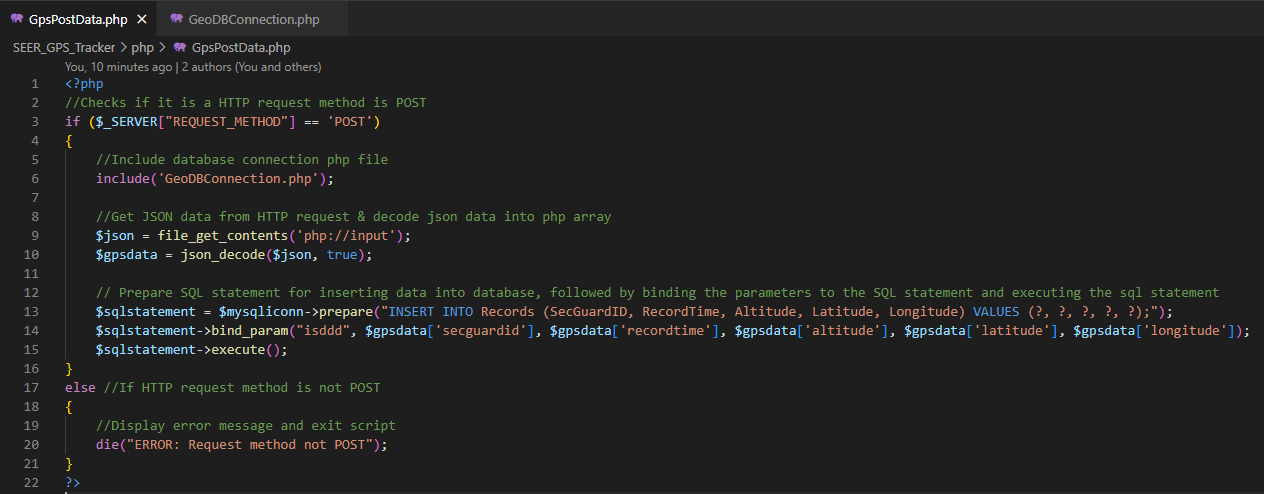 GpsPostData.php
GeoDBConnection.php
SEER_GPS_Tracker > php > GpsPostData.php
You, 10 minutes ago | 2 authors (You and others)
1 <?php
2 //Checks if it is a HTTP request method is POST
3 if ($_SERVER["REQUEST_METHOD"] == 'POST')
4 {
5     //Include database connection php file
6     include('GeoDBConnection.php');
7
8     //Get JSON data from HTTP request & decode json data into php array
9     $json = file_get_contents('php://input');
10     $gpsdata = json_decode($json, true);
11
12     // Prepare SQL statement for inserting data into database, followed by binding the parameters to the SQL statement and executing the sql statement
13     $sqlstatement = $mysqliconn->prepare("INSERT INTO Records (SecGuardID, RecordTime, Altitude, Latitude, Longitude) VALUES (?, ?, ?, ?, ?);");
14     $sqlstatement->bind_param("isddd", $gpsdata['secguardid'], $gpsdata['recordtime'], $gpsdata['altitude'], $gpsdata['latitude'], $gpsdata['longitude']);
15     $sqlstatement->execute();
16 }
17 else //If HTTP request method is not POST
18 {
19     //Display error message and exit script
20     die("ERROR: Request method not POST");
21 }
22 ?>